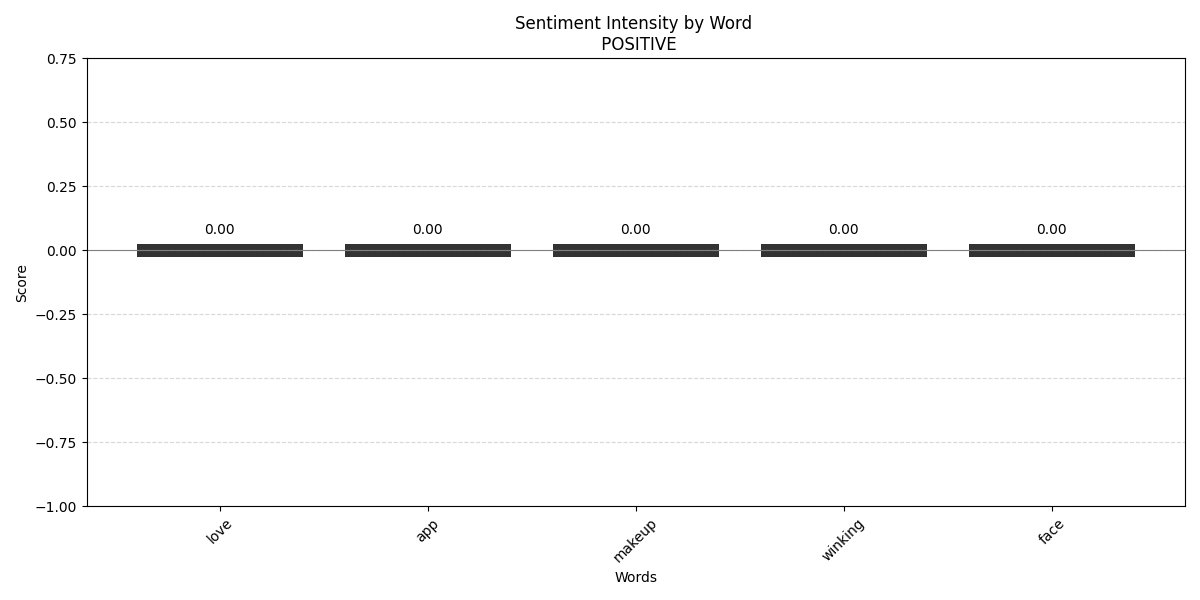 Sentiment Intensity by Word
POSITIVE
0.75
0.50
0.25
0.00
−0.25
−0.50
−0.75
−1.00
Score
0.00 0.00 0.00 0.00 0.00
love app makeup winking face
Words